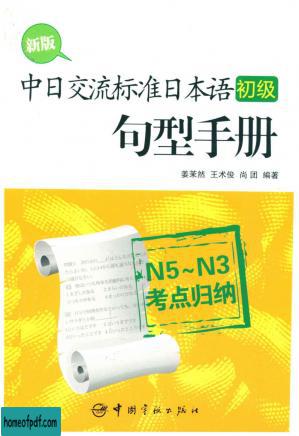 新版
中日交流标准日本语初级
句型手册
姜茉然 王术俊 尚团 编著
N5~N3
考点归纳
中国宇航出版社
homeofpdf.com